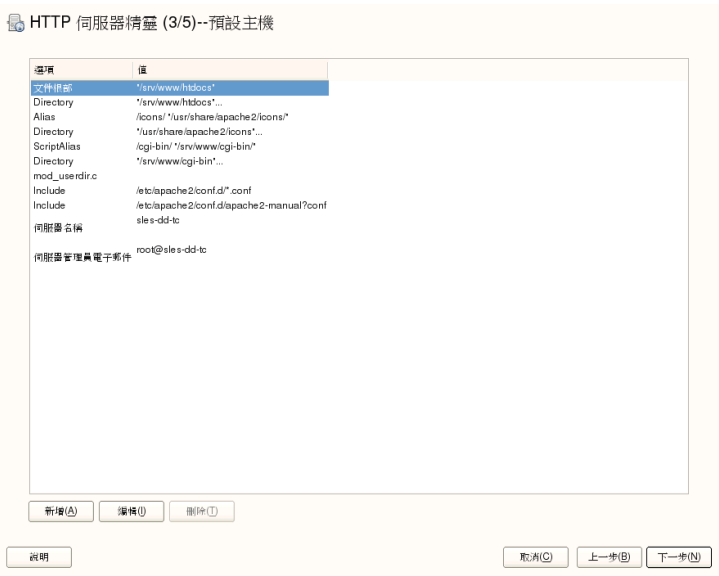 HTTP 伺服器精靈 (3/5)--預設主機
選項 值
文件根部 "/srv/www/htdocs"
Directory "/srv/www/htdocs"...
Alias /icons/ "/usr/share/apache2/icons/"
Directory "/usr/share/apache2/icons"...
ScriptAlias /cgi-bin/ "/srv/www/cgi-bin/"
Directory "/srv/www/cgi-bin"...
mod_userdir.c
Include /etc/apache2/conf.d/*.conf
Include /etc/apache2/conf.d/apache2-manual?conf
伺服器名稱 sles-dd-tc
伺服器管理員電子郵件 root@sles-dd-tc
新增(A) 編輯(I) 刪除(T)
說明 取消(C) 上一步(B) 下一步(N)